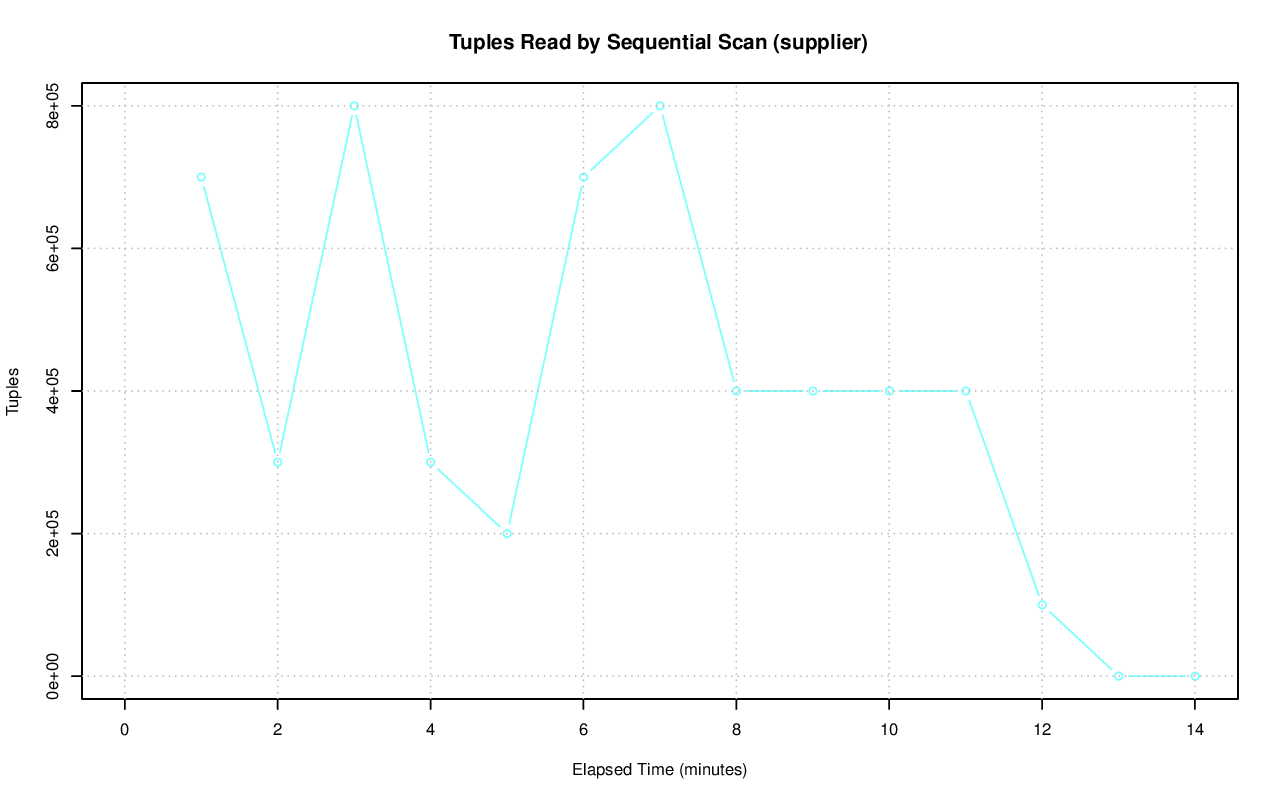 Tuples Read by Sequential Scan (supplier)
8e+05
6e+05
4e+05
2e+05
0e+00
Tuples
0 2 4 6 8 10 12 14
Elapsed Time (minutes)